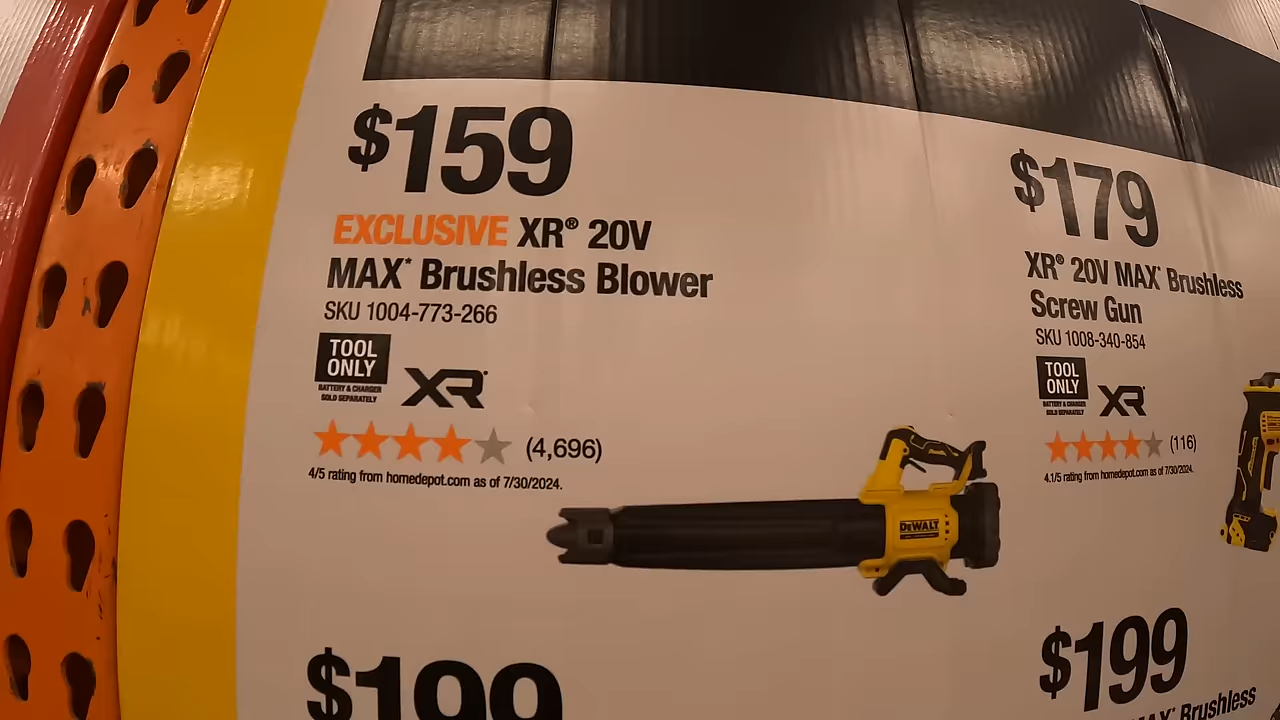 $159
EXCLUSIVE XR® 20V
MAX* Brushless Blower
SKU 1004-773-266
TOOL
ONLY
BATTERY & CHARGER
SOLD SEPARATELY
XR
(4,696)
4/5 rating from homedepot.com as of 7/30/2024.
DEWALT
$179
XR® 20V MAX* Brushless
Screw Gun
SKU 1008-340-854
TOOL
ONLY
BATTERY & CHARGER
SOLD SEPARATELY
XR
(116)
4.1/5 rating from homedepot.com as of 7/30/2024.
$199
$199
MAX* Brushless